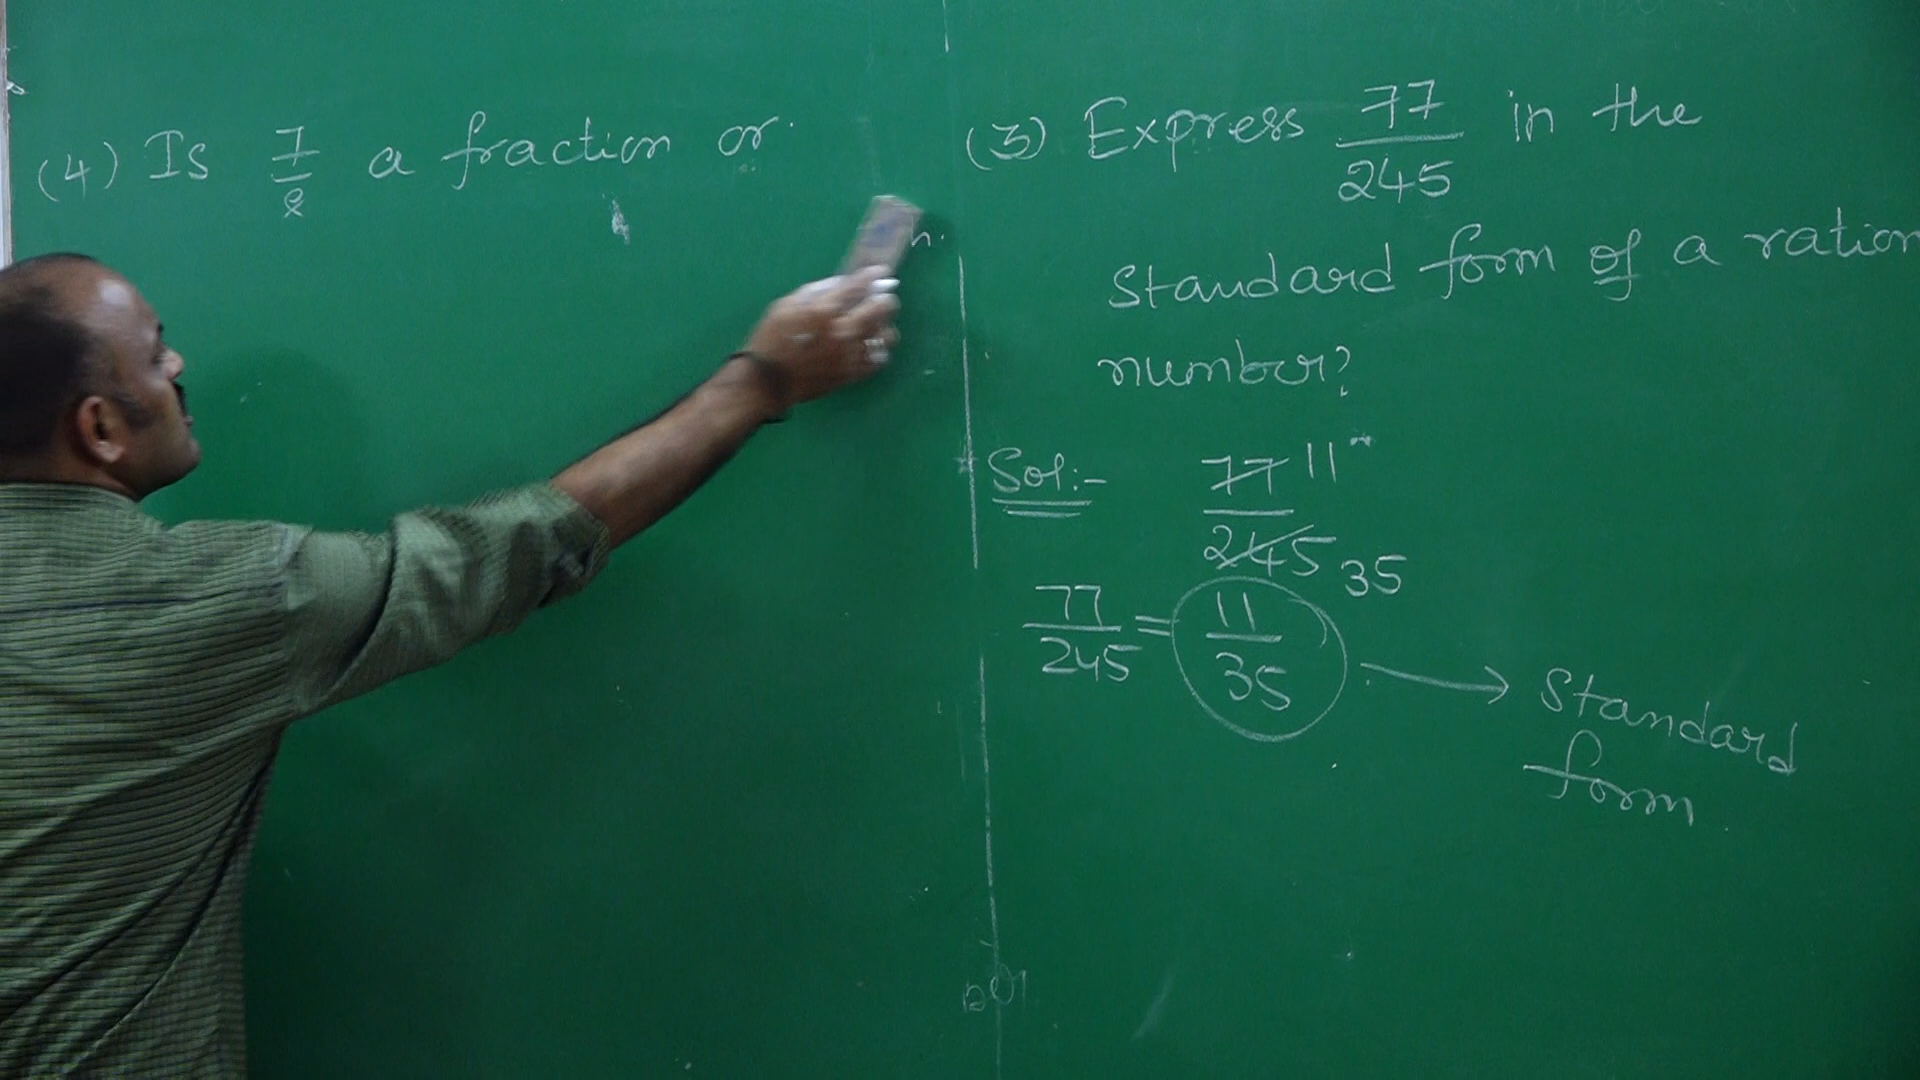 (4) Is 7/2 a fraction or
n.
(3) Express 77/245 in the
standard form of a ration
number?
Sol:-
77 11
245 35
77/245 = 11/35
Standard
form